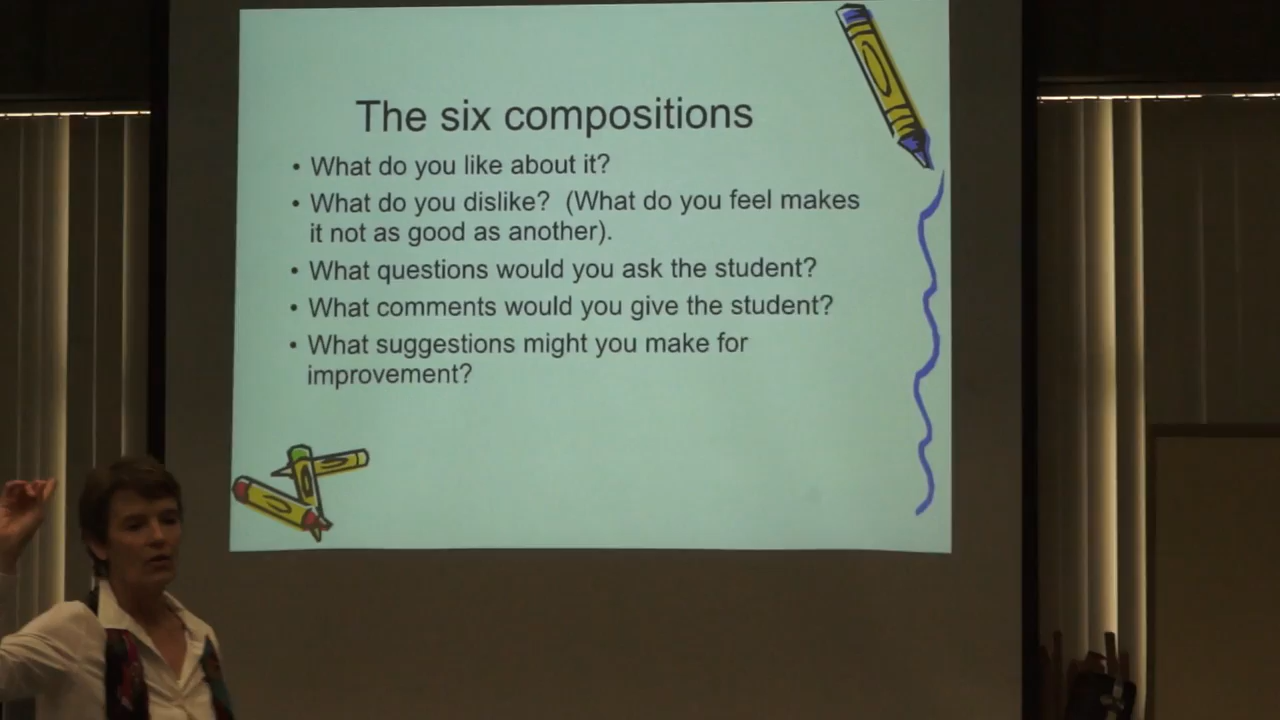 The six compositions
• What do you like about it?
• What do you dislike? (What do you feel makes
it not as good as another).
• What questions would you ask the student?
• What comments would you give the student?
• What suggestions might you make for
improvement?